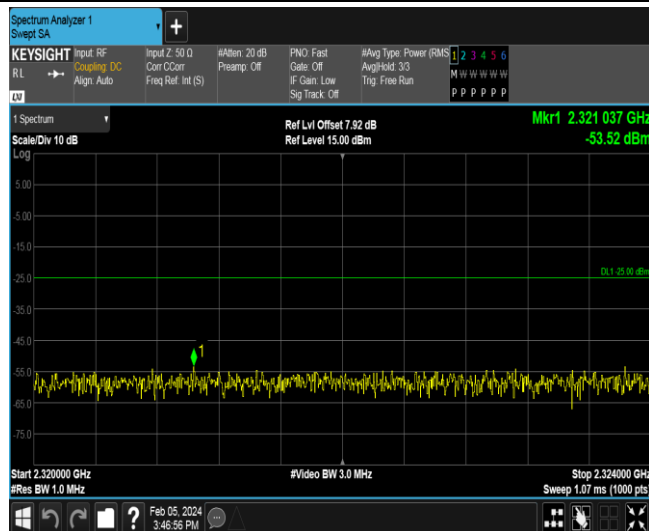 Spectrum Analyzer 1
Swept SA
KEYSIGHT
RL
LXI
Input: RF
Coupling: DC
Align: Auto
Input Z: 50 Ω
Corr CCorr
Freq Ref: Int (S)
#Atten: 20 dB
Preamp: Off
PNO: Fast
Gate: Off
IF Gain: Low
Sig Track: Off
#Avg Type: Power (RMS
Avg|Hold: 3/3
Trig: Free Run
1 2 3 4 5 6
M W W W W W
P P P P P P
1 Spectrum
Scale/Div 10 dB
Log
Ref Lvl Offset 7.92 dB
Ref Level 15.00 dBm
Mkr1 2.321 037 GHz
-53.52 dBm
5.00
-5.00
-15.0
-25.0
DL1 -25.00 dBm
-35.0
-45.0
1
-55.0
-65.0
-75.0
Start 2.320000 GHz
#Res BW 1.0 MHz
#Video BW 3.0 MHz
Stop 2.324000 GHz
Sweep 1.07 ms (1000 pts)
?
Feb 05, 2024
3:46:56 PM